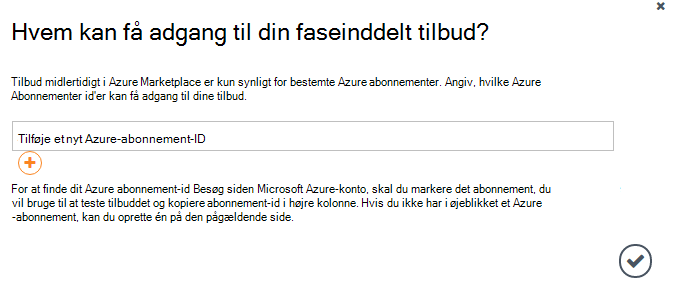 Hvem kan få adgang til din faseinddelt tilbud?
Tilbud midlertidigt i Azure Marketplace er kun synligt for bestemte Azure abonnementer. Angiv, hvilke Azure
Abonnementer id'er kan få adgang til dine tilbud.
Tilføje et nyt Azure-abonnement-ID
For at finde dit Azure abonnement-id Besøg siden Microsoft Azure-konto, skal du markere det abonnement, du
vil bruge til at teste tilbuddet og kopiere abonnement-id i højre kolonne. Hvis du ikke har i øjeblikket et Azure
-abonnement, kan du oprette én på den pågældende side.